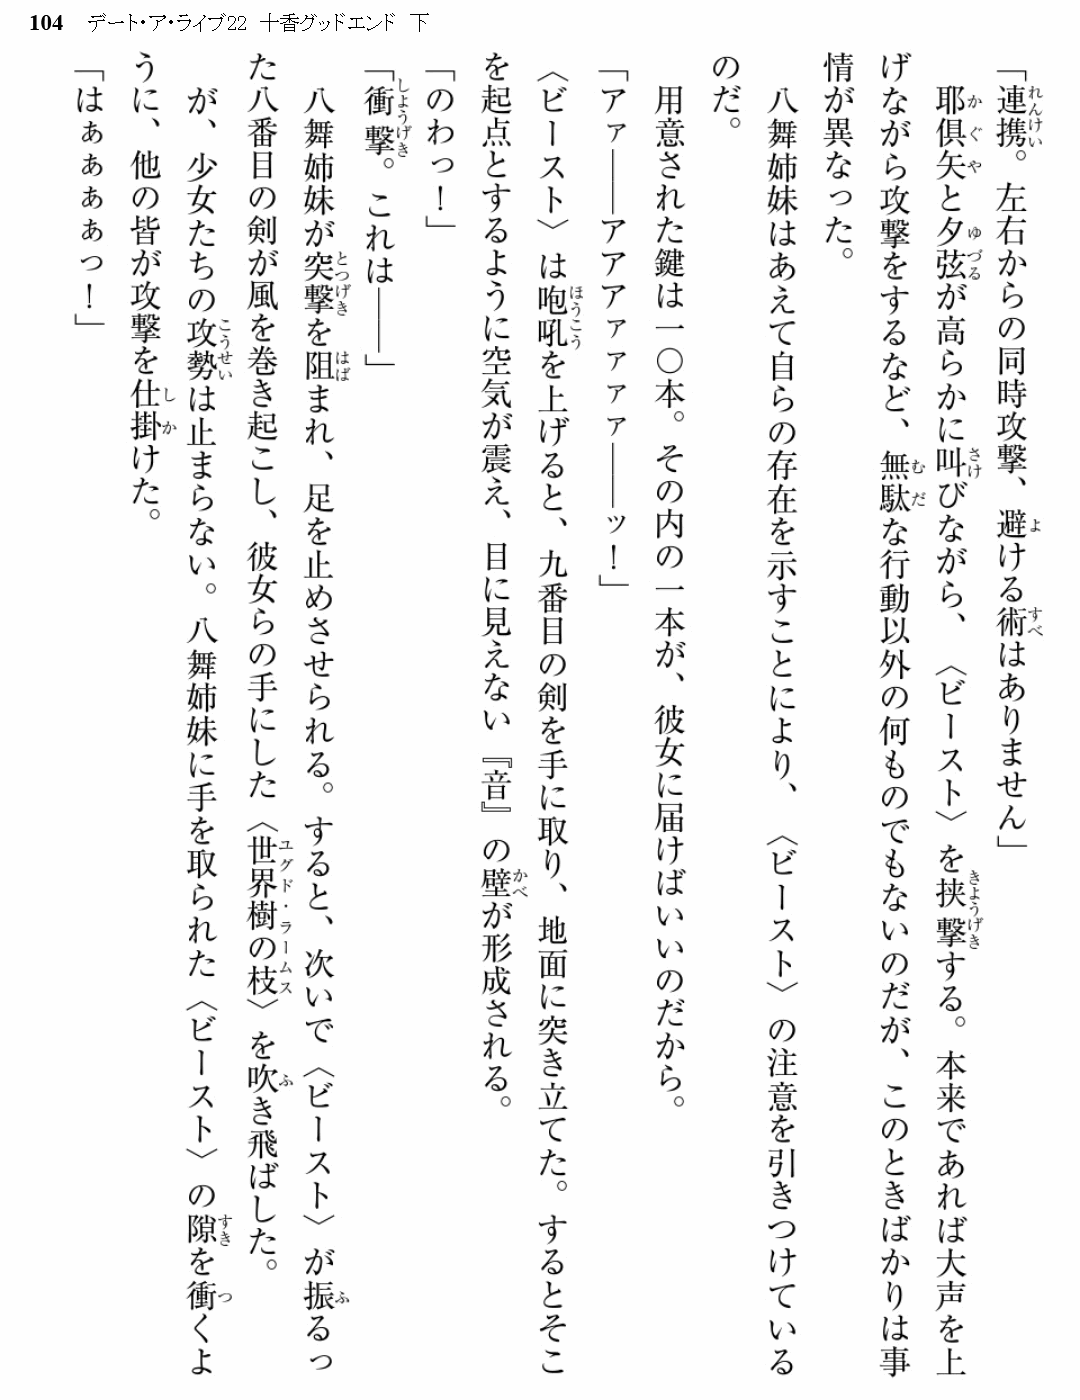 104 デート・ア・ライブ22 十香グッドエンド 下
「連携。左右からの同時攻撃、避ける術はありません」
耶倶矢と夕弦が高らかに叫びながら、〈ビースト〉を挟撃する。本来であれば大声を上
げながら攻撃をするなど、無駄な行動以外の何ものでもないのだが、このときばかりは事
情が異なった。
八舞姉妹はあえて自らの存在を示すことにより、〈ビースト〉の注意を引きつけている
のだ。
用意された鍵は一〇本。その内の一本が、彼女に届けばいいのだから。
「アァ――アアアァァァァ――ッ！」
〈ビースト〉は咆吼を上げると、九番目の剣を手に取り、地面に突き立てた。するとそこ
を起点とするように空気が震え、目に見えない『音』の壁が形成される。
「のわっ！」
「衝撃。これは――」
八舞姉妹が突撃を阻まれ、足を止めさせられる。すると、次いで〈ビースト〉が振るっ
た八番目の剣が風を巻き起こし、彼女らの手にした〈世界樹の枝〉を吹き飛ばした。
が、少女たちの攻勢は止まらない。八舞姉妹に手を取られた〈ビースト〉の隙を衝くよ
うに、他の皆が攻撃を仕掛けた。
「はぁぁぁぁっ！」